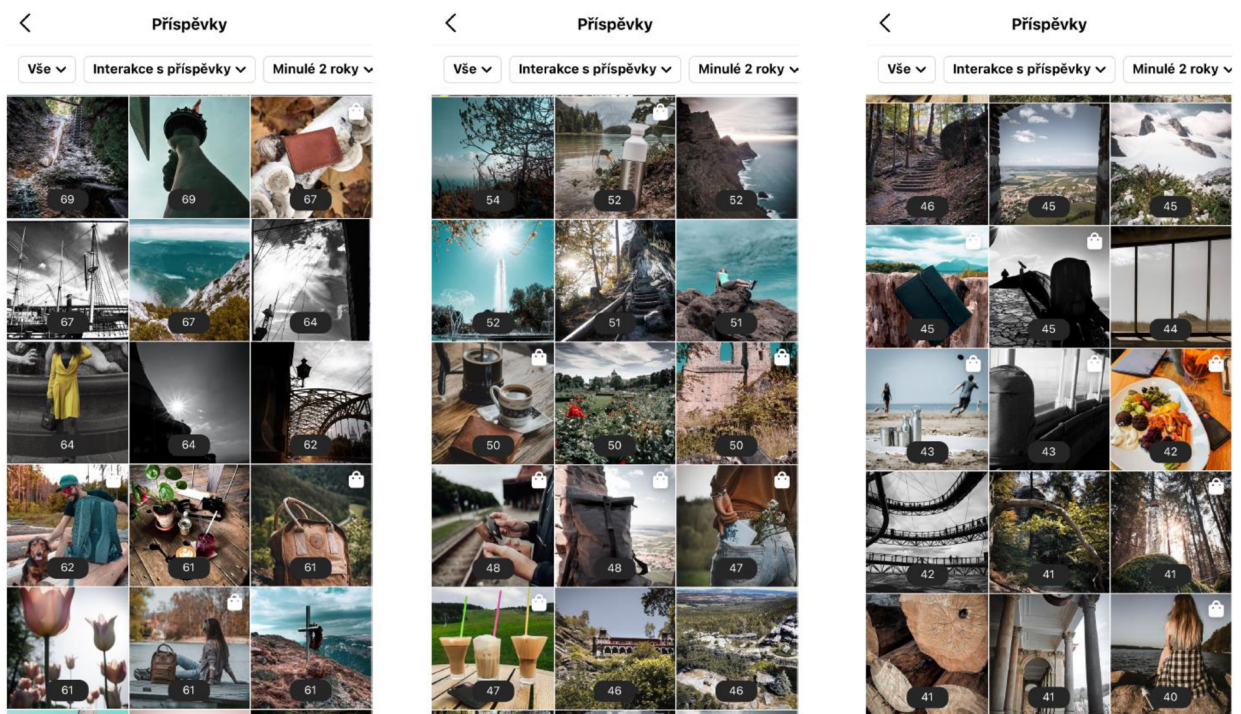 Příspěvky
Vše Interakce s příspěvky Minulé 2 roky
69 69 67
67 67 64
64 64 62
62 61 61
61 61 61
Příspěvky
Vše Interakce s příspěvky Minulé 2 roky
54 52 52
52 51 51
50 50 50
48 48 47
47 46 46
Příspěvky
Vše Interakce s příspěvky Minulé 2 roky
46 45 45
45 45 44
43 43 42
42 41 41
41 41 40